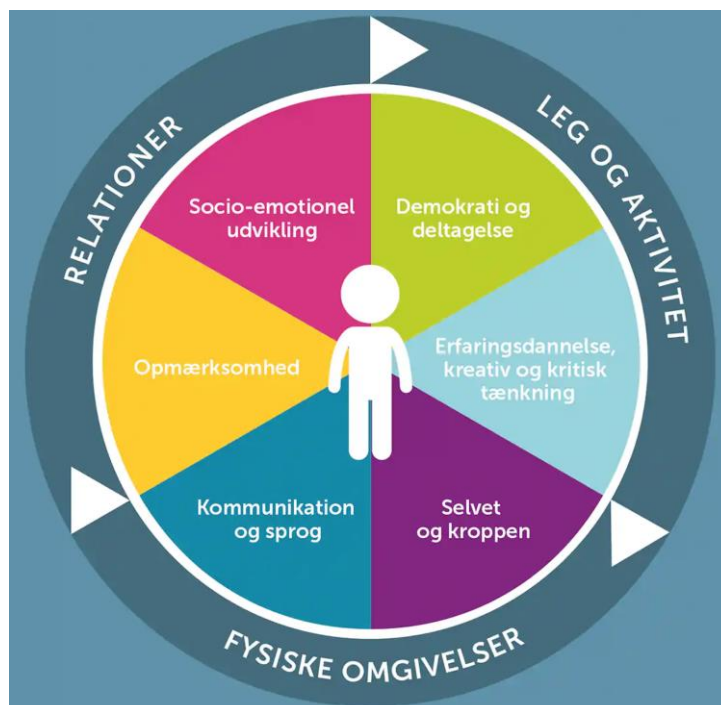 RELATIONER
LEG OG AKTIVITET
Socio-emotionel
udvikling
Demokrati og
deltagelse
Opmærksomhed
Erfaringsdannelse,
kreativ og kritisk
tænkning
Kommunikation
og sprog
Selvet
og kroppen
FYSISKE OMGIVELSER